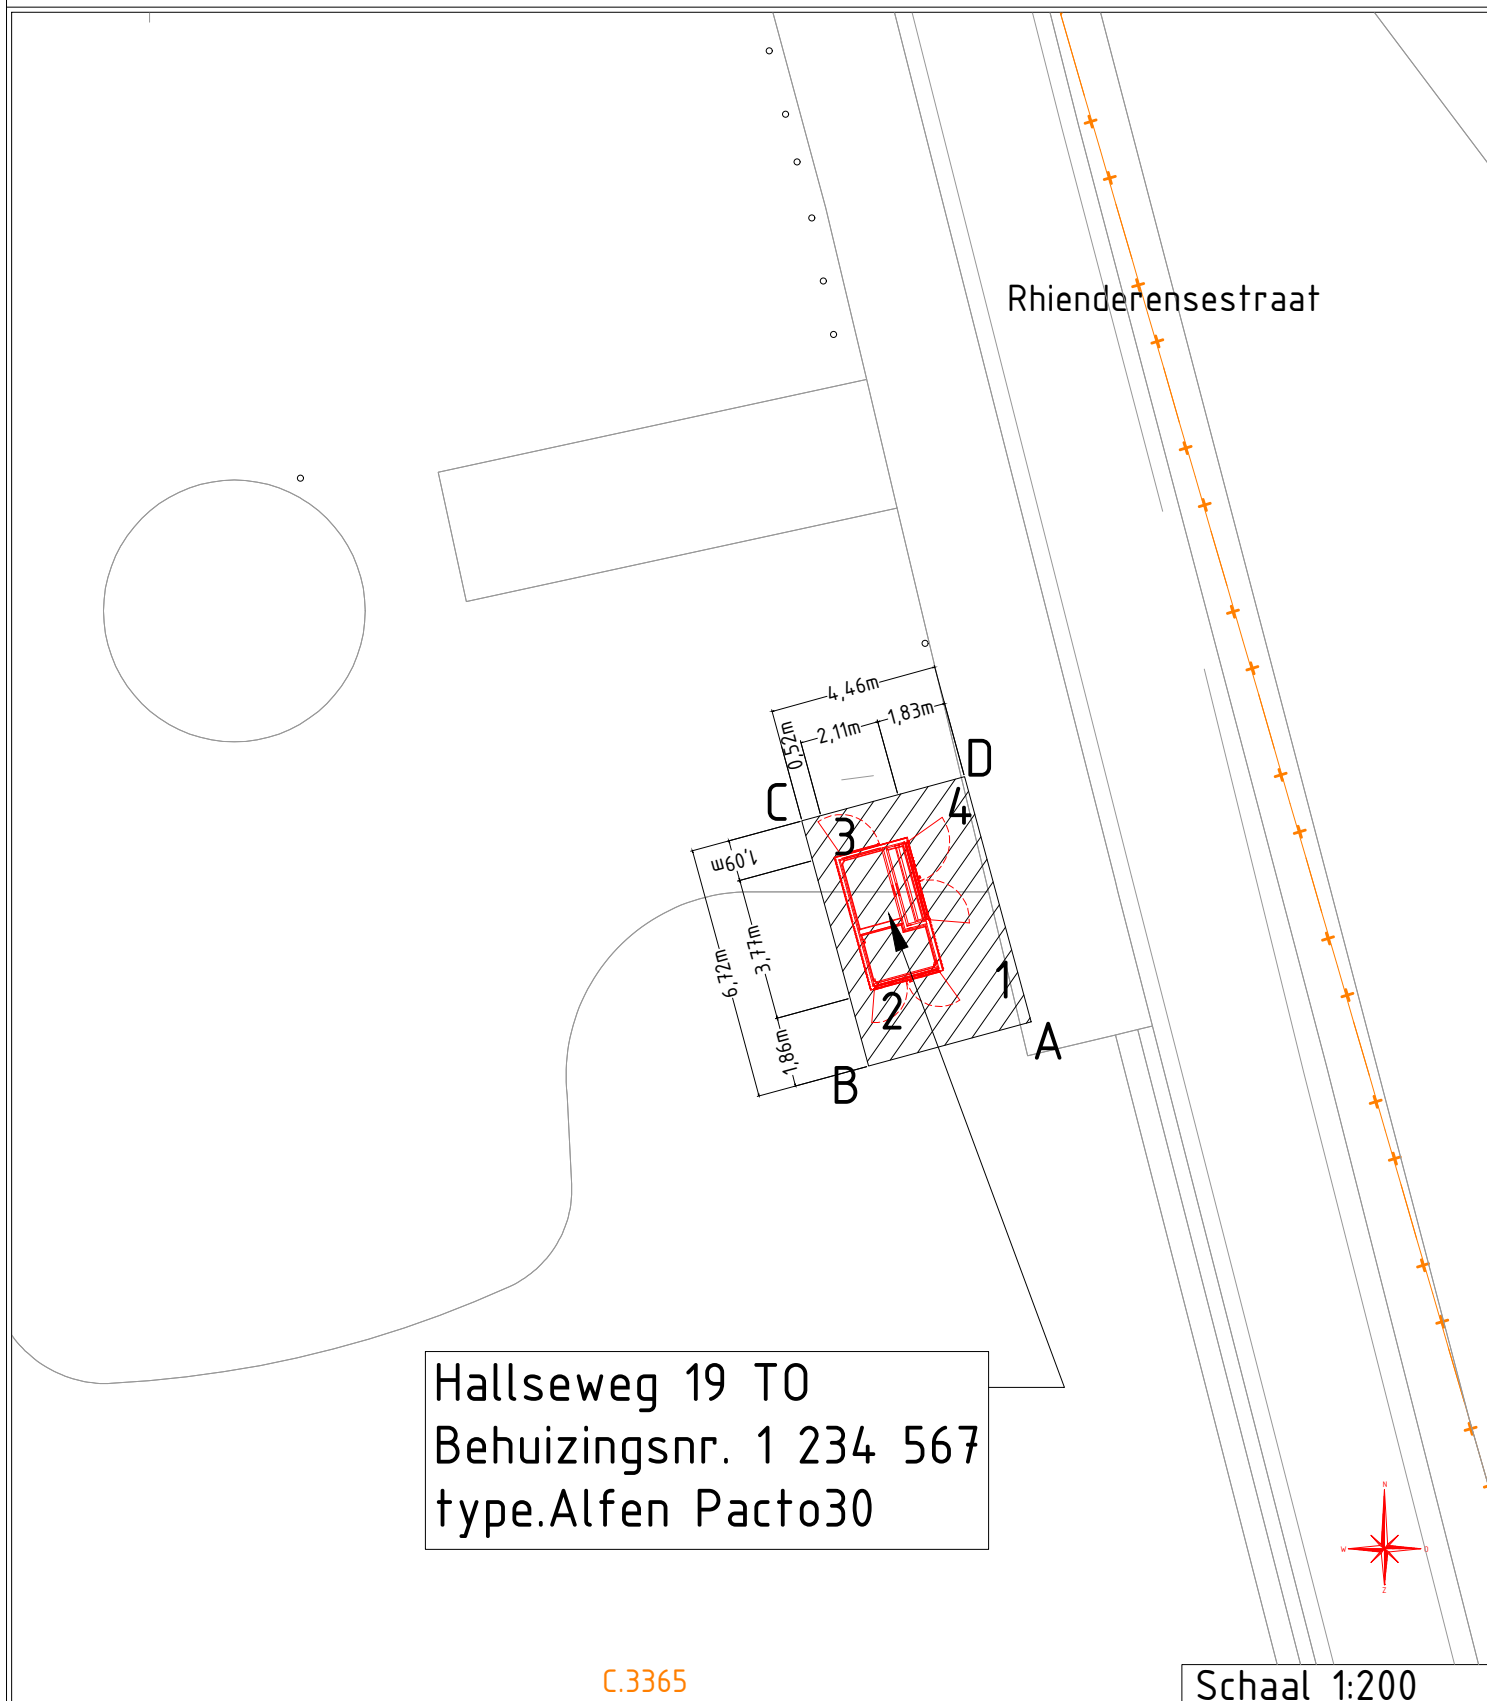 Rhienderensestraat
4,46m
1,83m
2,11m
0,52m
D
C
4
3
1,09m
3,77m
6,72m
1
2
A
1,86m
B
Hallseweg 19 TO
Behuizingsnr. 1 234 567
type.Alfen Pacto30
N
W
O
Z
C.3365
Schaal 1:200